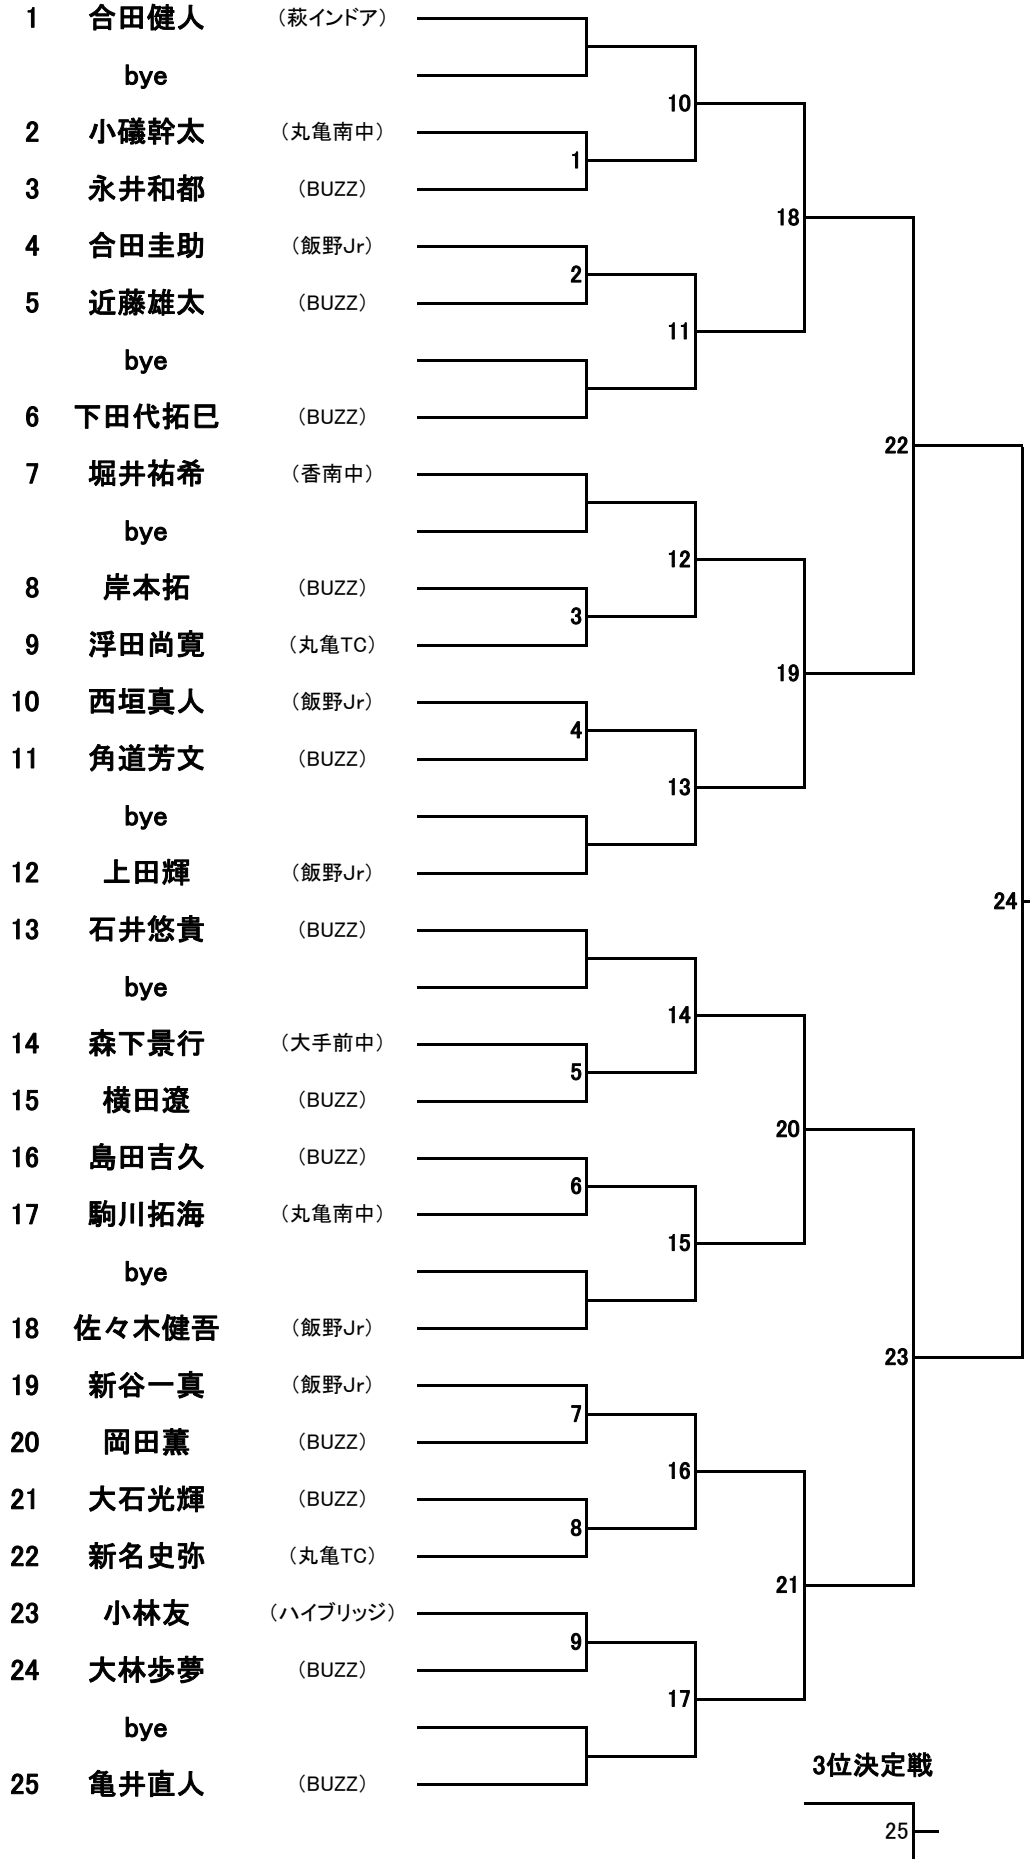 1 合田健人 （萩インドア）
bye
10
2 小礒幹太 （丸亀南中）
1
3 永井和都 （BUZZ）
18
4 合田圭助 （飯野Jr）
2
5 近藤雄太 （BUZZ）
11
bye
6 下田代拓巳 （BUZZ）
22
7 堀井祐希 （香南中）
bye
12
8 岸本拓 （BUZZ）
3
9 浮田尚寛 （丸亀TC）
19
10 西垣真人 （飯野Jr）
4
11 角道芳文 （BUZZ）
13
bye
12 上田輝 （飯野Jr）
24
13 石井悠貴 （BUZZ）
bye
14
14 森下景行 （大手前中）
5
15 横田遼 （BUZZ）
20
16 島田吉久 （BUZZ）
6
17 駒川拓海 （丸亀南中）
15
bye
18 佐々木健吾 （飯野Jr）
23
19 新谷一真 （飯野Jr）
7
20 岡田薫 （BUZZ）
16
21 大石光輝 （BUZZ）
8
22 新名史弥 （丸亀TC）
21
23 小林友 （ハイブリッジ）
9
24 大林歩夢 （BUZZ）
17
bye
3位決定戦
25 亀井直人 （BUZZ）
25